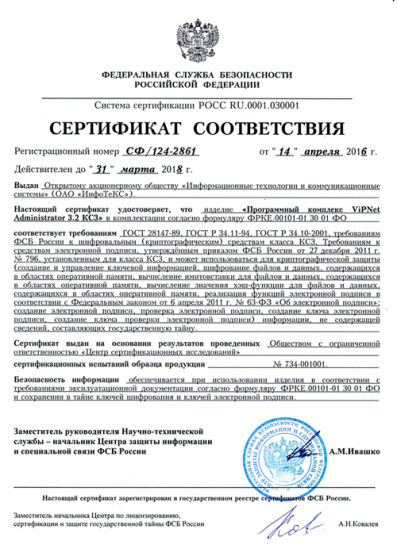 ФЕДЕРАЛЬНАЯ СЛУЖБА БЕЗОПАСНОСТИ
РОССИЙСКОЙ ФЕДЕРАЦИИ
Система сертификации РОСС RU.0001.030001
СЕРТИФИКАТ СООТВЕТСТВИЯ
Регистрационный номер СФ/124-2861 от "14" апреля 2016 г.
Действителен до "31" марта 2018 г.
Выдан Открытому акционерному обществу «Информационные технологии и коммуникационные
системы» (ОАО «ИнфоТеКС»).
Настоящий сертификат удостоверяет, что изделие «Программный комплекс ViPNet
Administrator 3.2 КС3» в комплектации согласно формуляру ФРКЕ.00101-01 30 01 ФО
соответствует требованиям ГОСТ 28147-89, ГОСТ Р 34.11-94, ГОСТ Р 34.10-2001, требованиям
ФСБ России к шифровальным (криптографическим) средствам класса КС3, Требованиям к
средствам электронной подписи, утверждённым приказом ФСБ России от 27 декабря 2011 г.
№ 796, установленным для класса КС3, и может использоваться для криптографической защиты
(создание и управление ключевой информацией, шифрование файлов и данных, содержащихся
в областях оперативной памяти, вычисление имитовставки для файлов и данных, содержащихся
в областях оперативной памяти, вычисление значения хэш-функции для файлов и данных,
содержащихся в областях оперативной памяти, реализация функций электронной подписи в
соответствии с Федеральным законом от 6 апреля 2011 г. № 63-ФЗ «Об электронной подписи»:
создание электронной подписи, проверка электронной подписи, создание ключа электронной
подписи, создание ключа проверки электронной подписи) информации, не содержащей
сведений, составляющих государственную тайну.
Сертификат выдан на основании результатов проведенных Обществом с ограниченной
ответственностью «Центр сертификационных исследований»
сертификационных испытаний образца продукции № 734-001001.
Безопасность информации обеспечивается при использовании изделия в соответствии с
требованиями эксплуатационной документации согласно формуляру ФРКЕ.00101-01 30 01 ФО
и сохранении в тайне ключей шифрования и ключей электронной подписи.
Заместитель руководителя Научно-технической
службы – начальник Центра защиты информации
и специальной связи ФСБ России А.М.Ивашко
Настоящий сертификат зарегистрирован в государственном реестре сертификатов ФСБ России.
Заместитель начальника Центра по лицензированию,
сертификации и защите государственной тайны ФСБ России А.Н.Ковалев